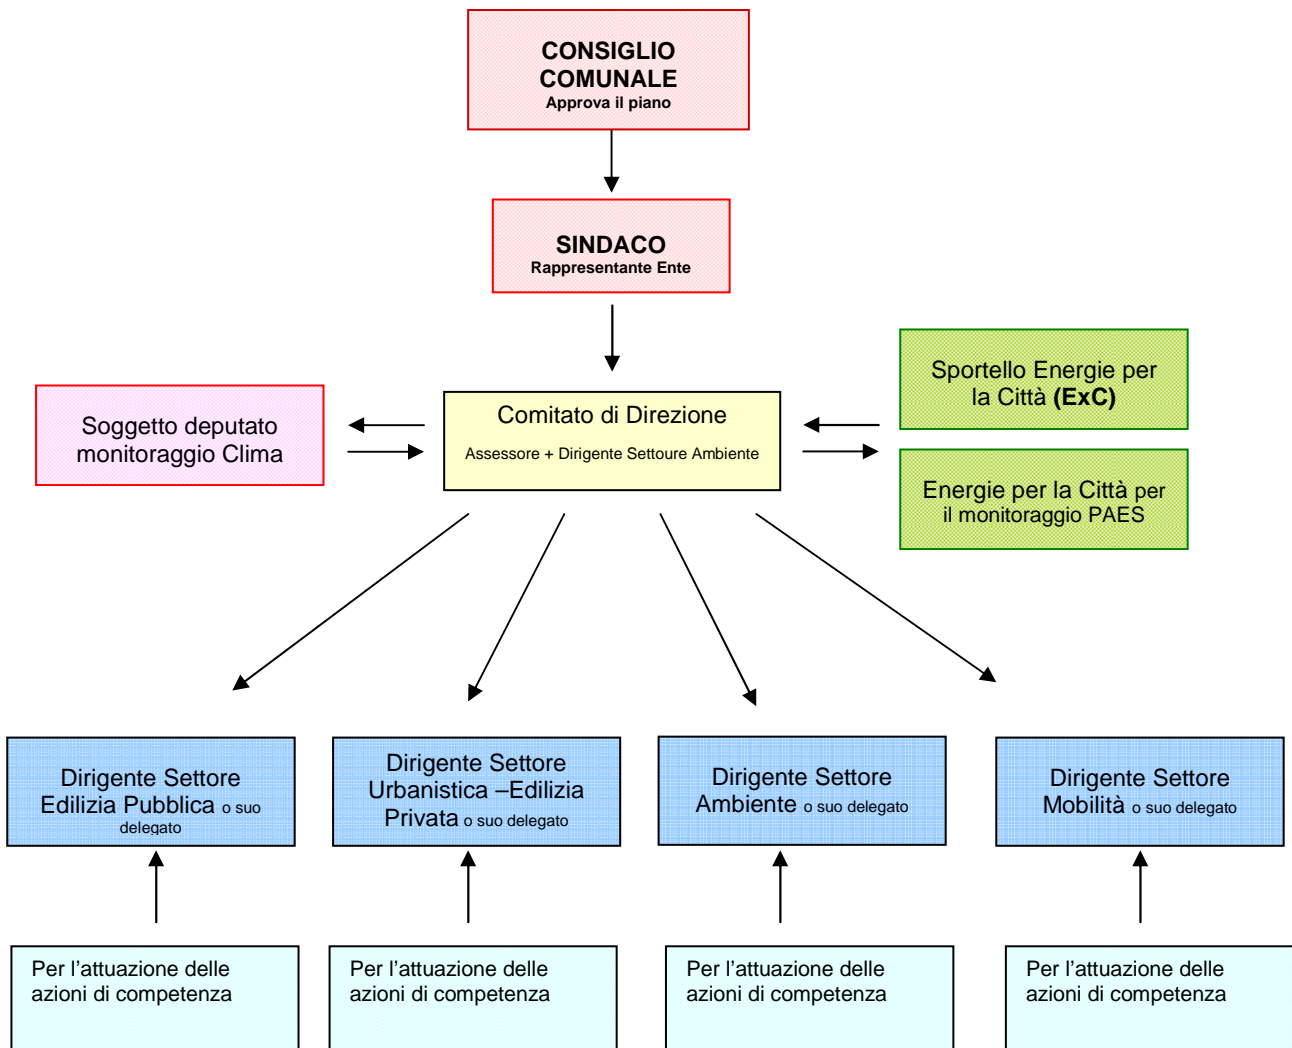 CONSIGLIO
COMUNALE
Approva il piano
SINDACO
Rappresentante Ente
Sportello Energie per
la Città (ExC)
Comitato di Direzione
Assessore + Dirigente Settoure Ambiente
Soggetto deputato
monitoraggio Clima
Energie per la Città per
il monitoraggio PAES
Dirigente Settore
Edilizia Pubblica o suo
delegato
Dirigente Settore
Urbanistica –Edilizia
Privata o suo delegato
Dirigente Settore
Ambiente o suo delegato
Dirigente Settore
Mobilità o suo delegato
Per l'attuazione delle
azioni di competenza
Per l'attuazione delle
azioni di competenza
Per l'attuazione delle
azioni di competenza
Per l'attuazione delle
azioni di competenza